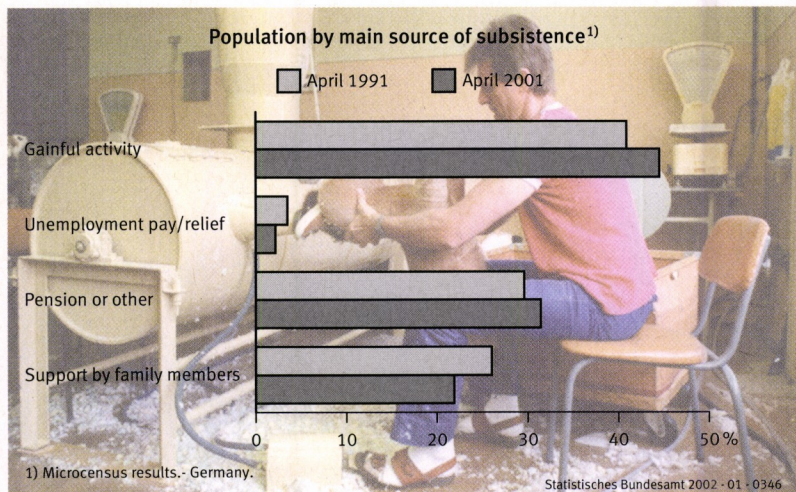 Population by main source of subsistence1)
April 1991 April 2001
Gainful activity
Unemployment pay/relief
Pension or other
Support by family members
0 10 20 30 40 50 %
1) Microcensus results.- Germany.
Statistisches Bundesamt 2002 - 01 - 0346